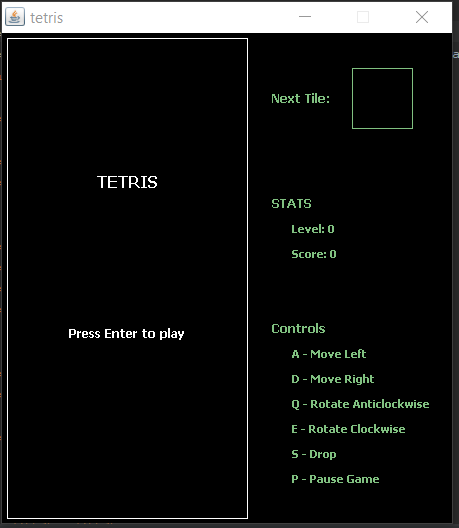 tetris
TETRIS
Press Enter to play
Next Tile:
STATS
Level: 0
Score: 0
Controls
A - Move Left
D - Move Right
Q - Rotate Anticlockwise
E - Rotate Clockwise
S - Drop
P - Pause Game